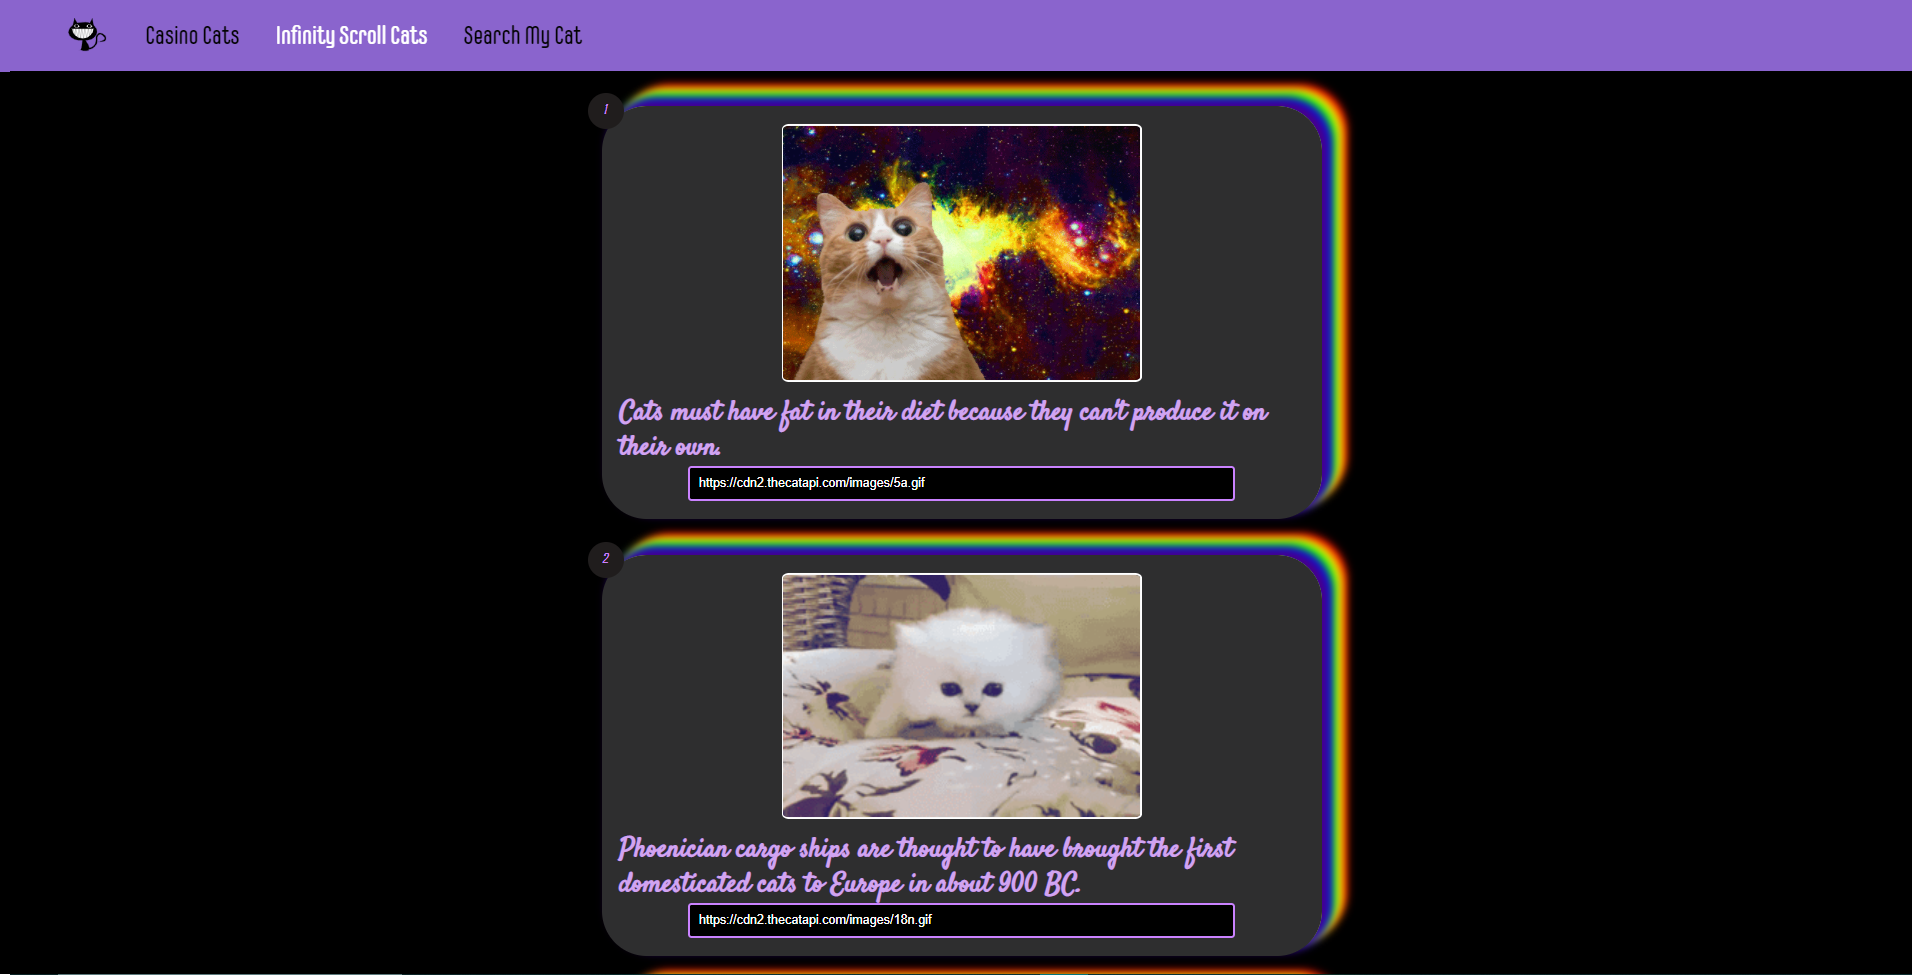 Casino Cats Infinity Scroll Cats Search My Cat
1
Cats must have fat in their diet because they can't produce it on
their own.
https://cdn2.thecatapi.com/images/5a.gif
2
Phoenician cargo ships are thought to have brought the first
domesticated cats to Europe in about 900 BC.
https://cdn2.thecatapi.com/images/18n.gif